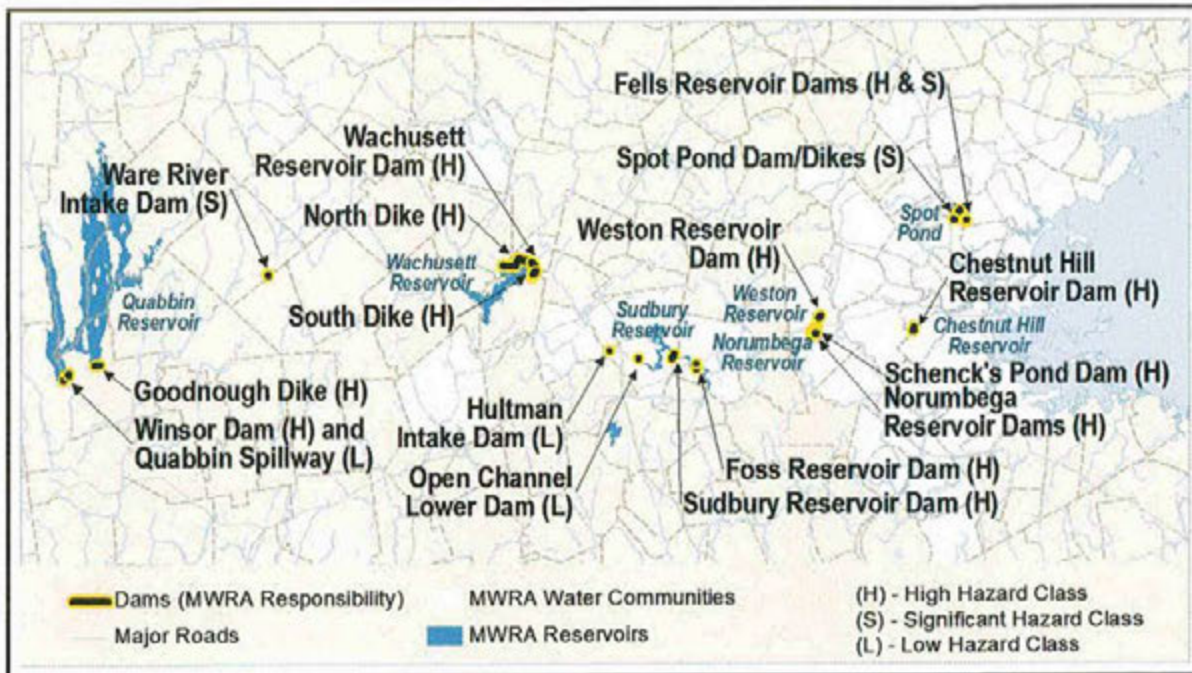 Fells Reservoir Dams (H & S)
Wachusett
Reservoir Dam (H)
Spot Pond Dam/Dikes (S)
Ware River
Intake Dam (S)
North Dike (H)
Spot
Pond
Weston Reservoir
Dam (H)
Wachusett
Reservoir
Chestnut Hill
Reservoir Dam (H)
Quabbin
Reservoir
South Dike (H)
Sudbury
Reservoir
Weston
Reservoir
Norumbega
Reservoir
Chestnut Hill
Reservoir
Goodnough Dike (H)
Schenck's Pond Dam (H)
Norumbega
Reservoir Dams (H)
Winsor Dam (H) and
Quabbin Spillway (L)
Hultman
Intake Dam (L)
Open Channel
Lower Dam (L)
Foss Reservoir Dam (H)
Sudbury Reservoir Dam (H)
Dams (MWRA Responsibility)
Major Roads
MWRA Water Communities
MWRA Reservoirs
(H) - High Hazard Class
(S) - Significant Hazard Class
(L) - Low Hazard Class